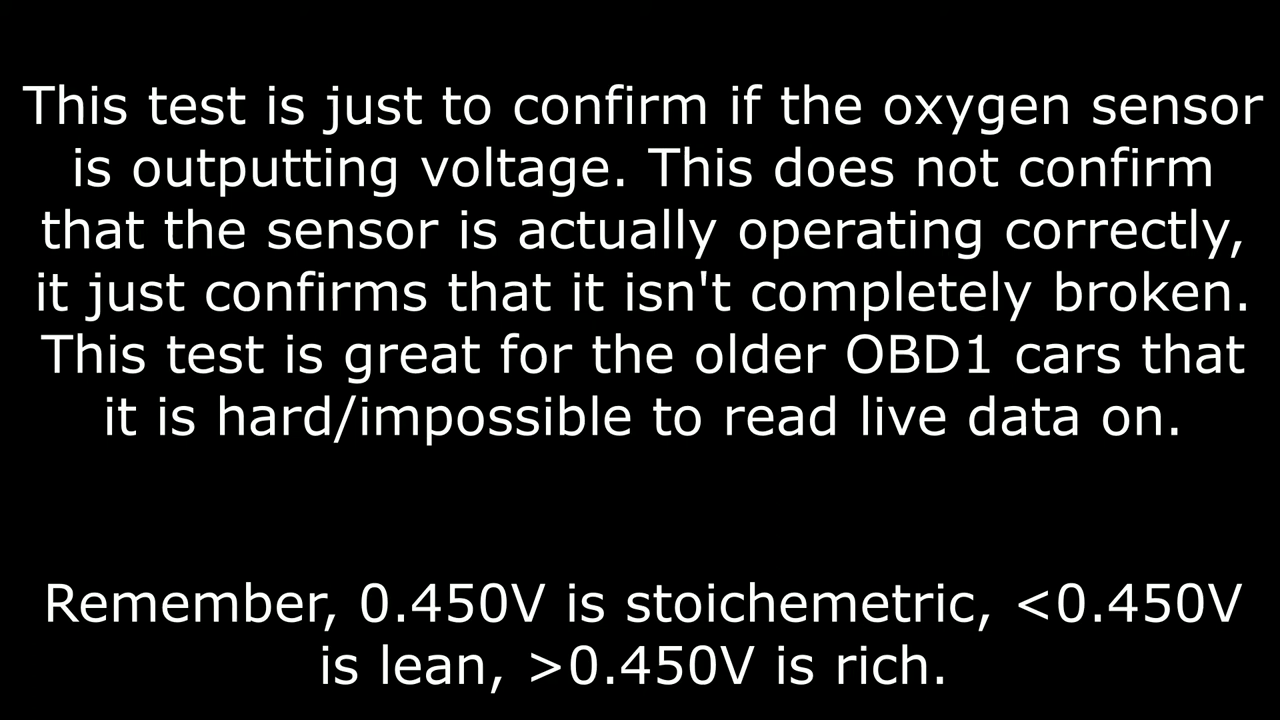 This test is just to confirm if the oxygen sensor
is outputting voltage. This does not confirm
that the sensor is actually operating correctly,
it just confirms that it isn't completely broken.
This test is great for the older OBD1 cars that
it is hard/impossible to read live data on.
Remember, 0.450V is stoichemetric, <0.450V
is lean, >0.450V is rich.